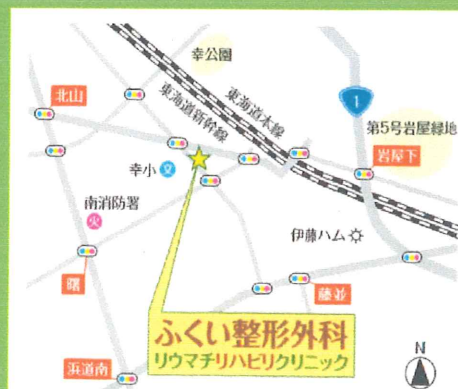 幸公園
北山
東海道新幹線
東海道本線
1
第5号岩屋緑地
岩屋下
幸小
文
南消防署
火
伊藤ハム
曙
藤並
ふくい整形外科
リウマチリハビリクリニック
浜道南
N